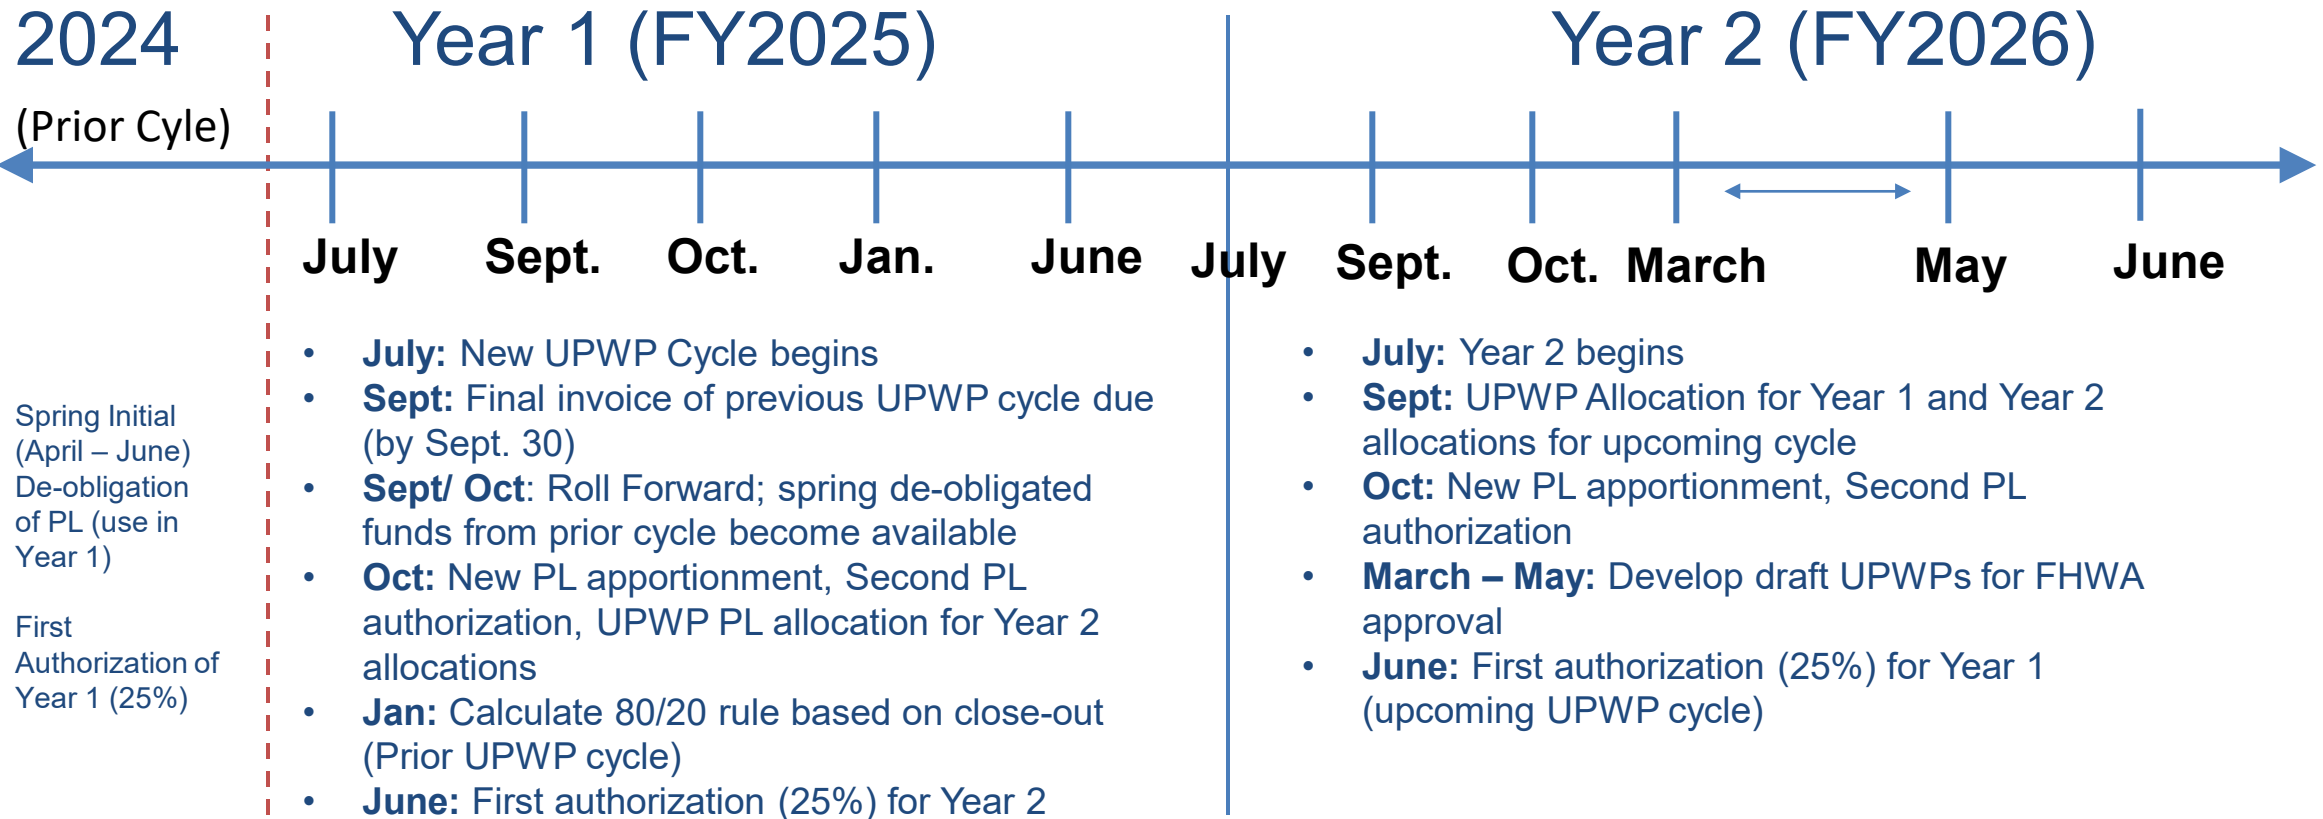 2024
(Prior Cyle)
Year 1 (FY2025)
Year 2 (FY2026)
July
Sept.
Oct.
Jan.
June
July
Sept.
Oct.
March
May
June
Spring Initial
(April – June)
De-obligation
of PL (use in
Year 1)
First
Authorization of
Year 1 (25%)
• July: New UPWP Cycle begins
• Sept: Final invoice of previous UPWP cycle due
(by Sept. 30)
• Sept/ Oct: Roll Forward; spring de-obligated
funds from prior cycle become available
• Oct: New PL apportionment, Second PL
authorization, UPWP PL allocation for Year 2
allocations
• Jan: Calculate 80/20 rule based on close-out
(Prior UPWP cycle)
• June: First authorization (25%) for Year 2
• July: Year 2 begins
• Sept: UPWP Allocation for Year 1 and Year 2
allocations for upcoming cycle
• Oct: New PL apportionment, Second PL
authorization
• March – May: Develop draft UPWPs for FHWA
approval
• June: First authorization (25%) for Year 1
(upcoming UPWP cycle)